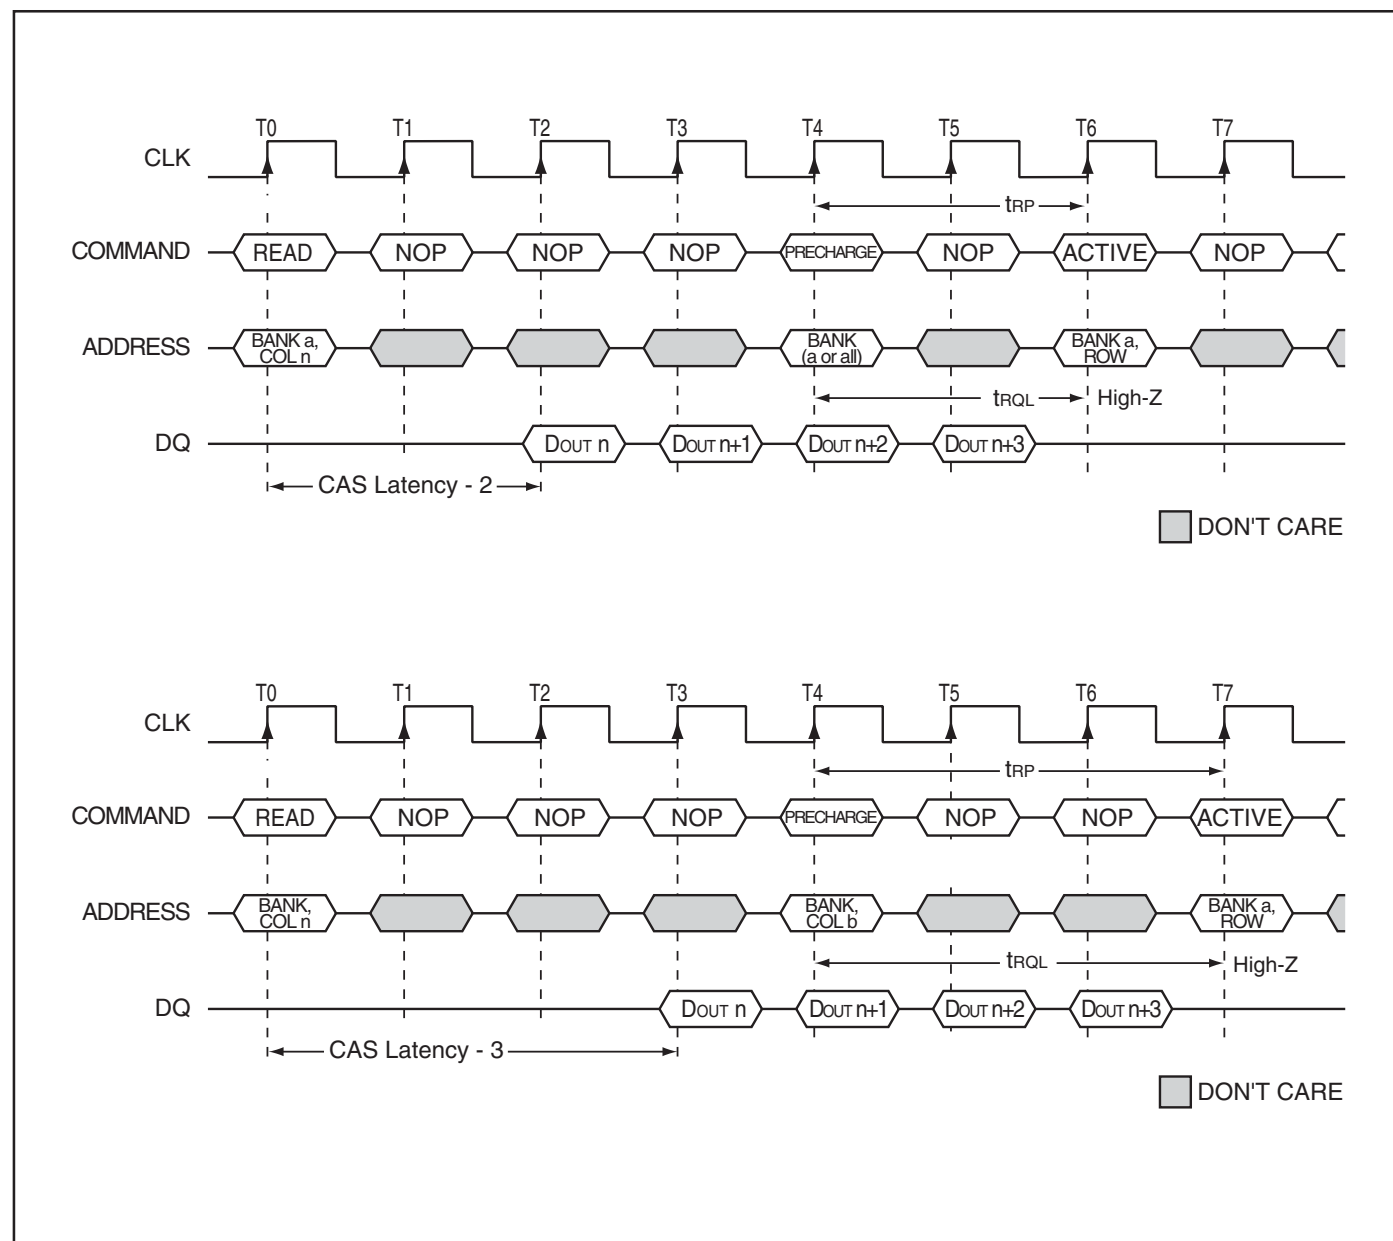 T0 T1 T2 T3 T4 T5 T6 T7
CLK
tRP
COMMAND READ NOP NOP NOP PRECHARGE NOP ACTIVE NOP
ADDRESS BANK a, COL n BANK (a or all) BANK a, ROW
tRQL High-Z
DQ DOUT n DOUT n+1 DOUT n+2 DOUT n+3
CAS Latency - 2
DON'T CARE
T0 T1 T2 T3 T4 T5 T6 T7
CLK
tRP
COMMAND READ NOP NOP NOP PRECHARGE NOP NOP ACTIVE
ADDRESS BANK, COL n BANK, COL b BANK a, ROW
tRQL High-Z
DQ DOUT n DOUT n+1 DOUT n+2 DOUT n+3
CAS Latency - 3
DON'T CARE